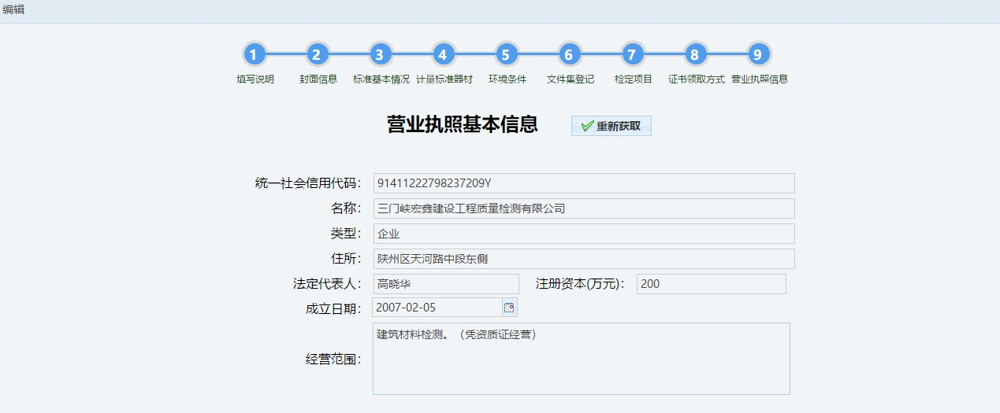 编辑
1 2 3 4 5 6 7 8 9
填写说明 封面信息 标准基本情况 计量标准器材 环境条件 文件集登记 检定项目 证书领取方式 营业执照信息
营业执照基本信息 重新获取
统一社会信用代码： 91411222798237209Y
名称： 三门峡宏鑫建设工程质量检测有限公司
类型： 企业
住所： 陕州区天河路中段东侧
法定代表人： 高晓华 注册资本(万元)： 200
成立日期： 2007-02-05
经营范围： 建筑材料检测。（凭资质证经营）